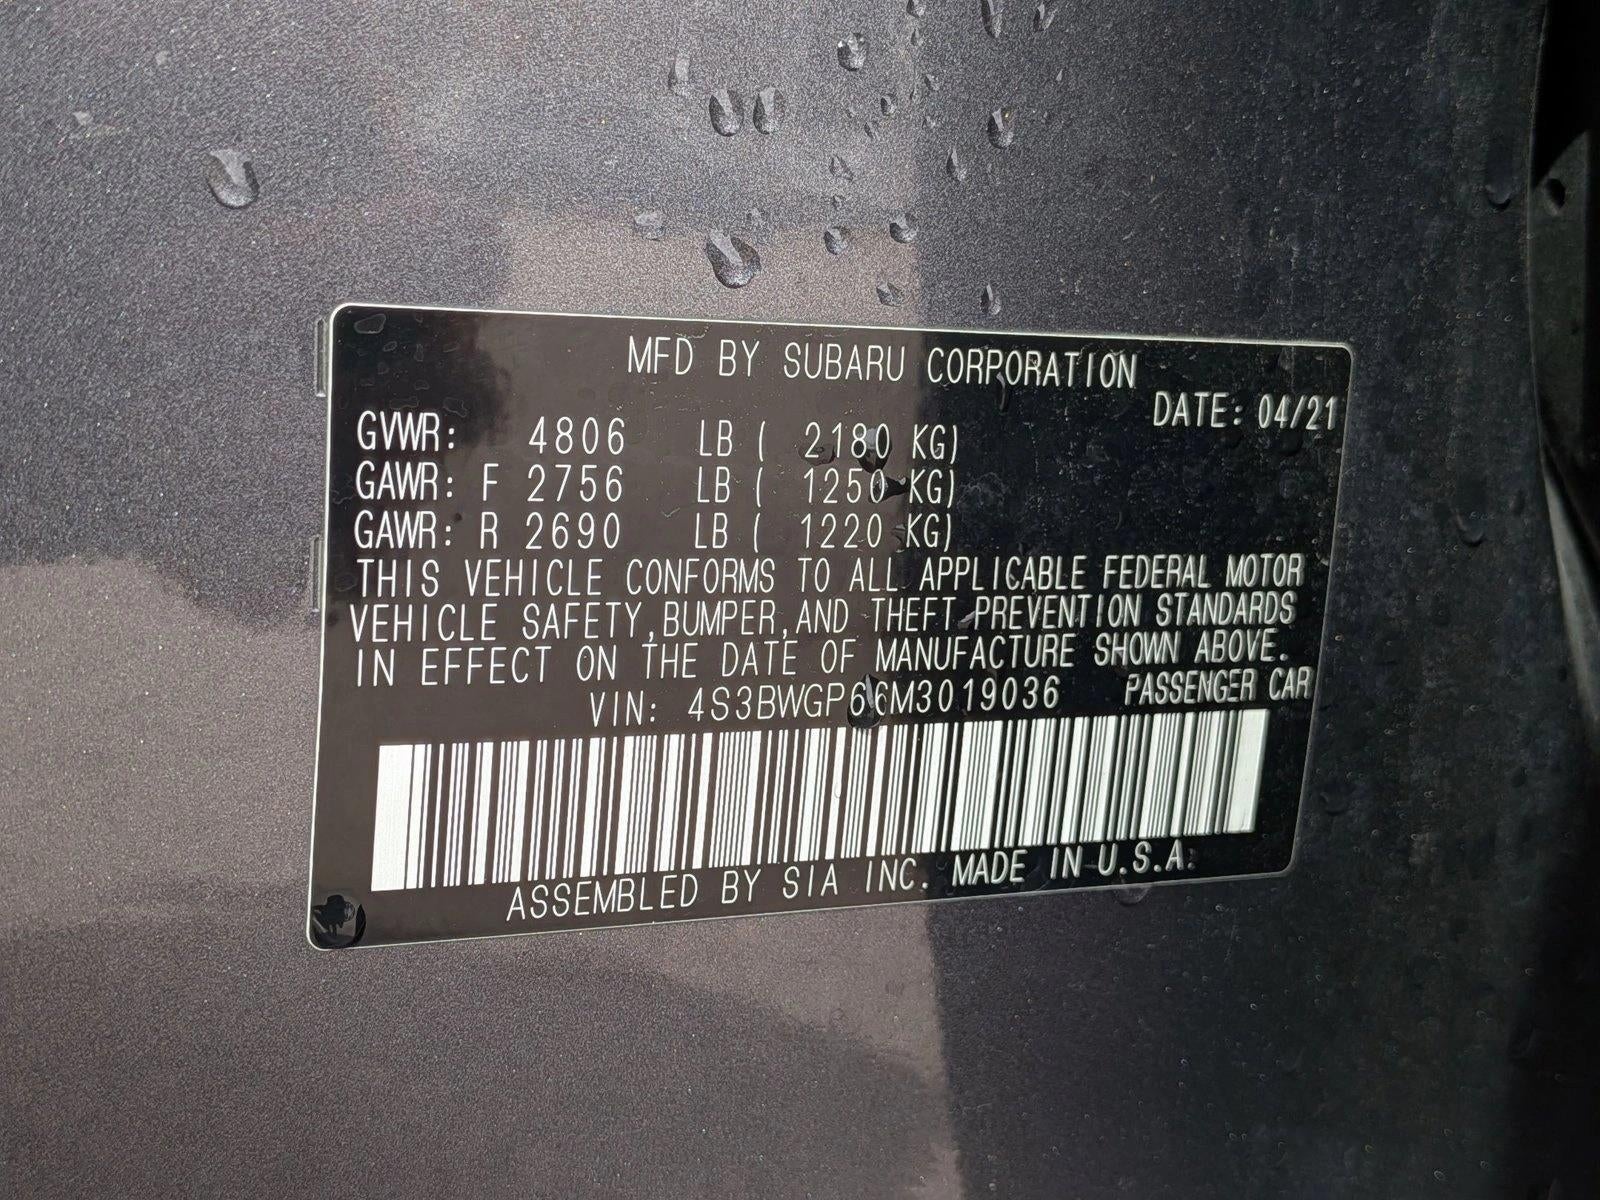 MFD BY SUBARU CORPORATION
DATE: 04/21
GVWR: 4806 LB ( 2180 KG)
GAWR: F 2756 LB ( 1250 KG)
GAWR: R 2690 LB ( 1220 KG)
THIS VEHICLE CONFORMS TO ALL APPLICABLE FEDERAL MOTOR
VEHICLE SAFETY, BUMPER, AND THEFT PREVENTION STANDARDS
IN EFFECT ON THE DATE OF MANUFACTURE SHOWN ABOVE.
VIN: 4S3BWGP66M3019036 PASSENGER CAR
ASSEMBLED BY SIA INC. MADE IN U.S.A.